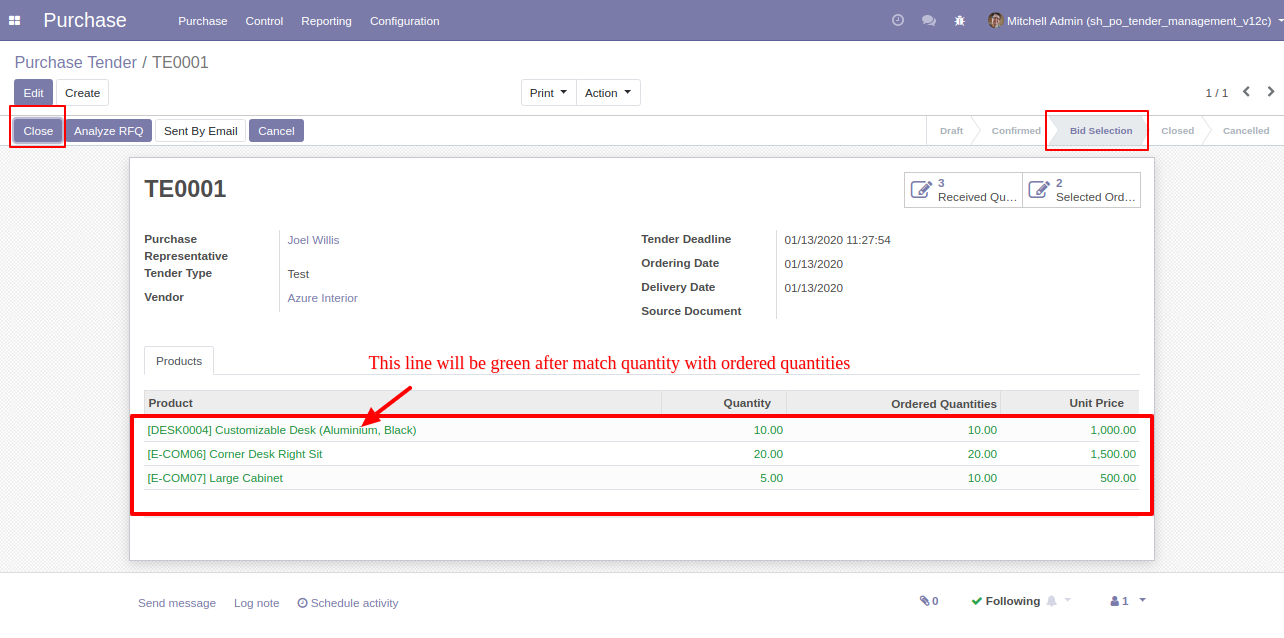 Purchase Purchase Control Reporting Configuration Mitchell Admin (sh_po_tender_management_v12c)
Purchase Tender / TE0001
Edit Create Print Action 1 / 1
Close Analyze RFQ Sent By Email Cancel Draft Confirmed Bid Selection Closed Cancelled
TE0001
3
Received Qu...
2
Selected Ord...
Purchase Representative Joel Willis
Tender Type Test
Vendor Azure Interior
Tender Deadline 01/13/2020 11:27:54
Ordering Date 01/13/2020
Delivery Date 01/13/2020
Source Document
Products
This line will be green after match quantity with ordered quantities
Product Quantity Ordered Quantities Unit Price
[DESK0004] Customizable Desk (Aluminium, Black) 10.00 10.00 1,000.00
[E-COM06] Corner Desk Right Sit 20.00 20.00 1,500.00
[E-COM07] Large Cabinet 5.00 10.00 500.00
Send message Log note Schedule activity 0 Following 1